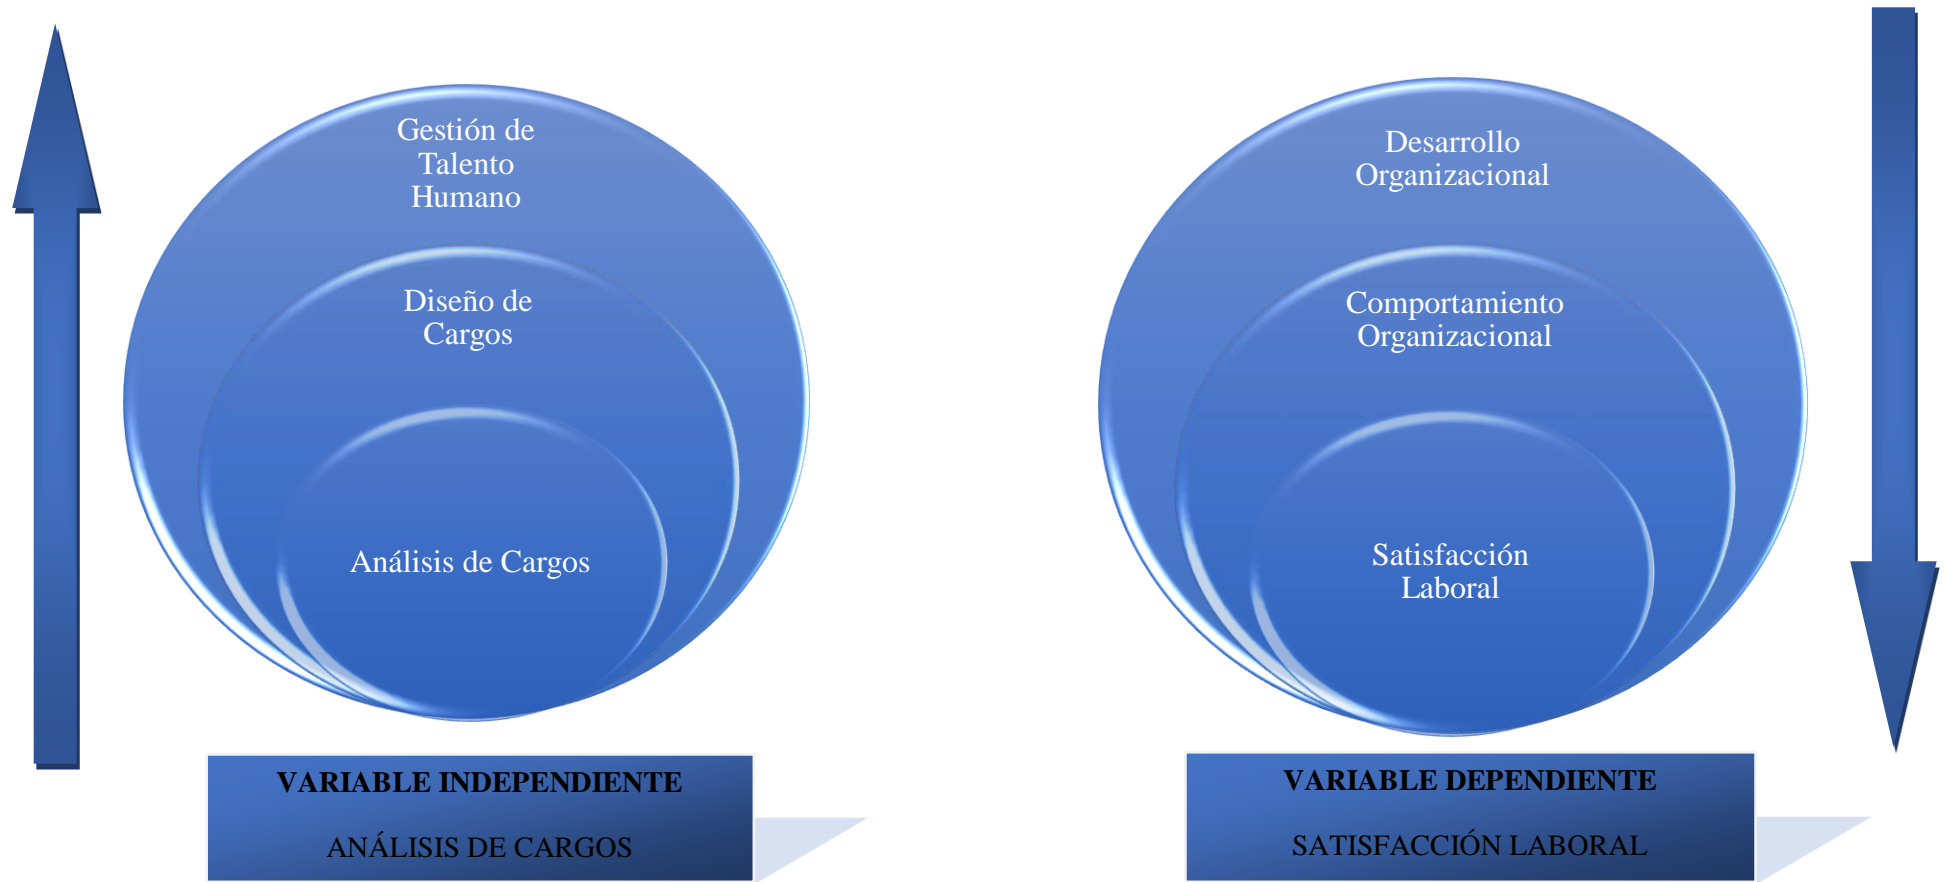 Gestión de
Talento
Humano
Diseño de
Cargos
Análisis de Cargos
VARIABLE INDEPENDIENTE
ANÁLISIS DE CARGOS
Desarrollo
Organizacional
Comportamiento
Organizacional
Satisfacción
Laboral
VARIABLE DEPENDIENTE
SATISFACCIÓN LABORAL